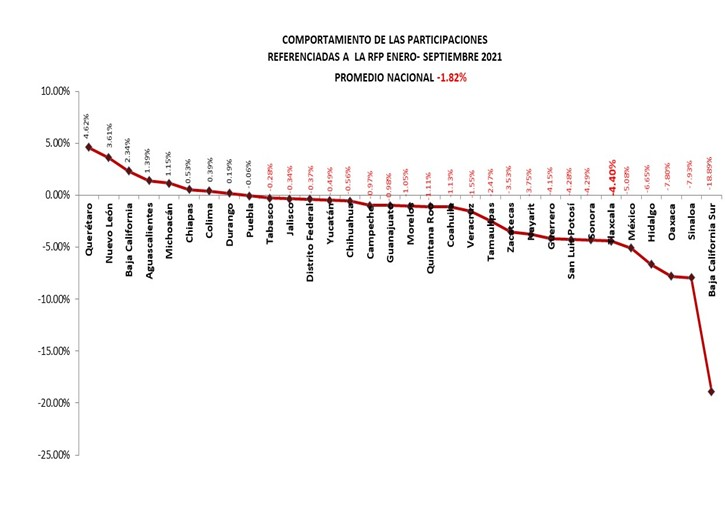 COMPORTAMIENTO DE LAS PARTICIPACIONES
REFERENCIADAS A LA RFP ENERO- SEPTIEMBRE 2021
PROMEDIO NACIONAL -1.82%
10.00%
5.00%
0.00%
-5.00%
-10.00%
-15.00%
-20.00%
-25.00%
4.62%
3.61%
2.34%
1.39%
1.15%
0.53%
0.39%
0.19%
-0.06%
-0.28%
-0.34%
-0.37%
-0.49%
-0.56%
-0.97%
-0.98%
-1.05%
-1.11%
-1.13%
-1.55%
-2.47%
-3.53%
-3.75%
-4.15%
-4.28%
-4.29%
-4.40%
-5.08%
-6.65%
-7.80%
-7.93%
-18.89%
Querétaro
Nuevo León
Baja California
Aguascalientes
Michoacán
Chiapas
Colima
Durango
Puebla
Tabasco
Jalisco
Distrito Federal
Yucatán
Chihuahua
Campeche
Guanajuato
Morelos
Quintana Roo
Coahuila
Veracruz
Tamaulipas
Zacatecas
Nayarit
Guerrero
San Luis Potosí
Sonora
Tlaxcala
México
Hidalgo
Oaxaca
Sinaloa
Baja California Sur